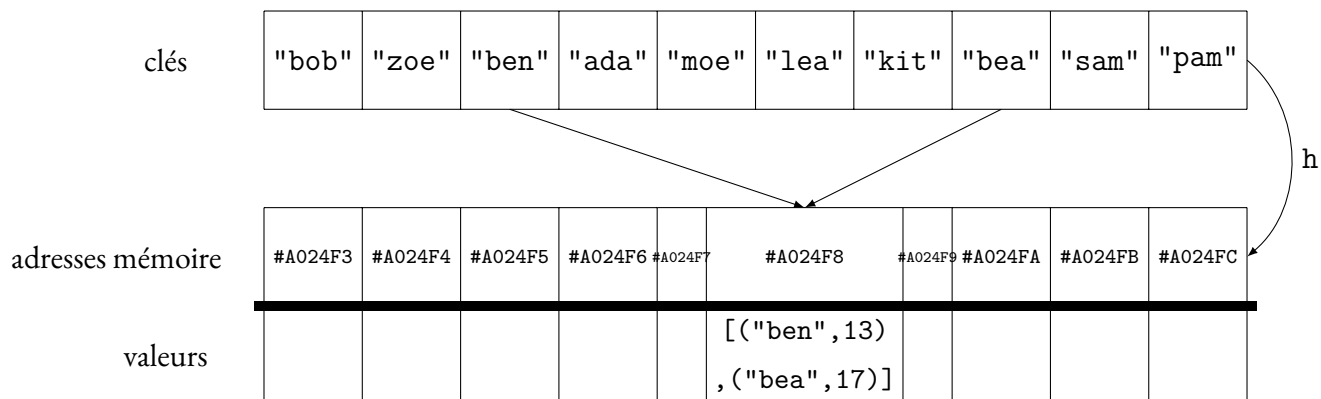 clés "bob" "zoe" "ben" "ada" "moe" "lea" "kit" "bea" "sam" "pam"
h
adresses mémoire #A024F3 #A024F4 #A024F5 #A024F6 #A024F7 #A024F8 #A024F9 #A024FA #A024FB #A024FC
valeurs [("ben",13)
,("bea",17)]